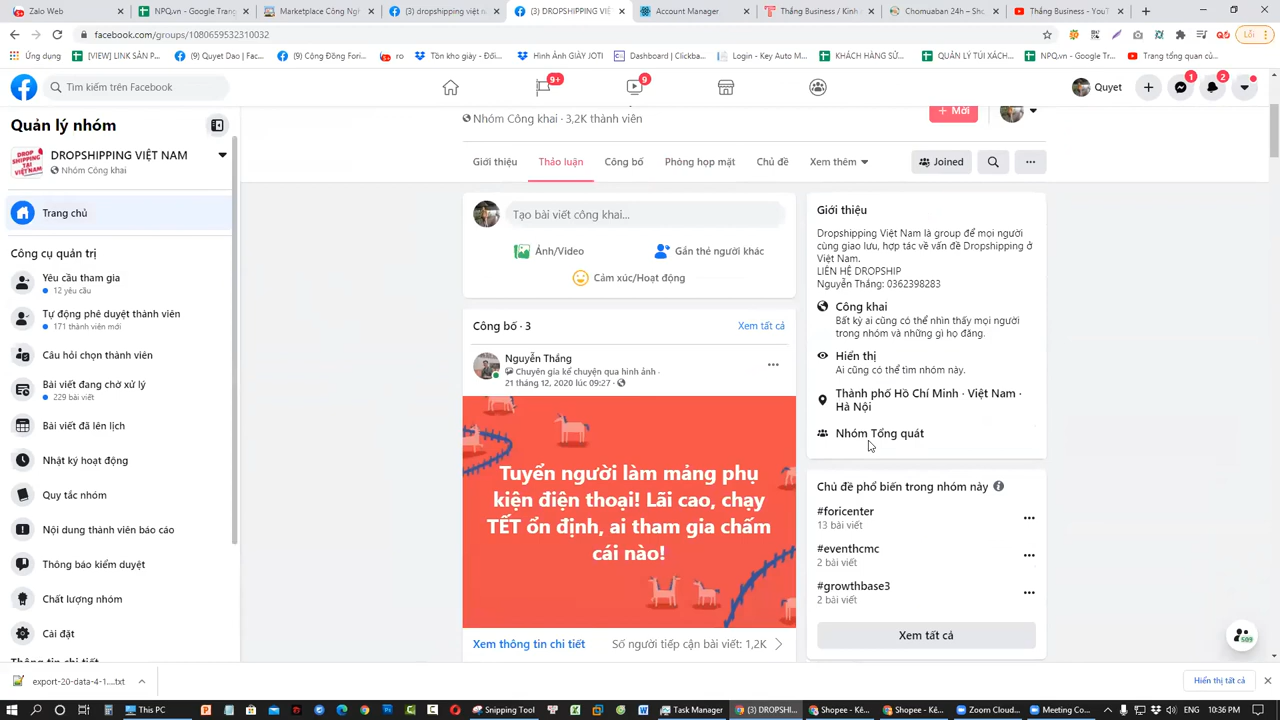 Zalo Web
NPQ.vn - Google Trang
Marketplace Công Ngh
(3) dropshipping việt n
(3) DROPSHIPPING VIỆT
Account Manager
Thắng Business / Kinh
Chomuaban 24h – Sh
Thắng Business - YouT
facebook.com/groups/1080659532310032
Lỗi
Ứng dụng
[VIEW] LINK SẢN P...
(9) Quyet Dao | Fac...
(9) Cộng Đồng Fori...
ro
Tồn kho giày - Đối...
Hình Ảnh GIÀY JOTI
Dashboard | Clickba...
Login - Key Auto M...
KHÁCH HÀNG SỬ...
QUẢN LÝ TÚI XÁCH...
NPQ.vn - Google Tr...
Trang tổng quan củ...
Tìm kiếm trên Facebook
9+
9
Quyet
1
2
Quản lý nhóm
DROPSHIPPING VIỆT NAM
Nhóm Công khai
Trang chủ
Công cụ quản trị
Yêu cầu tham gia
12 yêu cầu
Tự động phê duyệt thành viên
171 thành viên mới
Câu hỏi chọn thành viên
Bài viết đang chờ xử lý
229 bài viết
Bài viết đã lên lịch
Nhật ký hoạt động
Quy tắc nhóm
Nội dung thành viên báo cáo
Thông báo kiểm duyệt
Chất lượng nhóm
Cài đặt
Thông tin chi tiết
DROP SHIPPING TẠI VIETNAM
Nhóm Công khai · 3,2K thành viên
+ Mời
Giới thiệu
Thảo luận
Công bố
Phòng họp mặt
Chủ đề
Xem thêm
Joined
Tạo bài viết công khai...
Ảnh/Video
Gắn thẻ người khác
Cảm xúc/Hoạt động
Công bố · 3
Xem tất cả
Nguyễn Thắng
Chuyên gia kể chuyện qua hình ảnh ·
21 tháng 12, 2020 lúc 09:27 ·
Tuyển người làm mảng phụ
kiện điện thoại! Lãi cao, chạy
TẾT ổn định, ai tham gia chấm
cái nào!
Xem thông tin chi tiết
Số người tiếp cận bài viết: 1,2K
Giới thiệu
Dropshipping Việt Nam là group để mọi người
cùng giao lưu, hợp tác về vấn đề Dropshipping ở
Việt Nam.
LIÊN HỆ DROPSHIP
Nguyễn Thắng: 0362398283
Công khai
Bất kỳ ai cũng có thể nhìn thấy mọi người
trong nhóm và những gì họ đăng.
Hiển thị
Ai cũng có thể tìm nhóm này.
Thành phố Hồ Chí Minh · Việt Nam ·
Hà Nội
Nhóm Tổng quát
Chủ đề phổ biến trong nhóm này
#foricenter
13 bài viết
#eventhcmc
2 bài viết
#growthbase3
2 bài viết
Xem tất cả
509
export-20-data-4-1....txt
Hiển thị tất cả
This PC
Snipping Tool
Task Manager
(3) DROPSHI...
Shopee - Kê...
Shopee - Kê...
Zoom Cloud...
Meeting Co...
ENG
10:36 PM